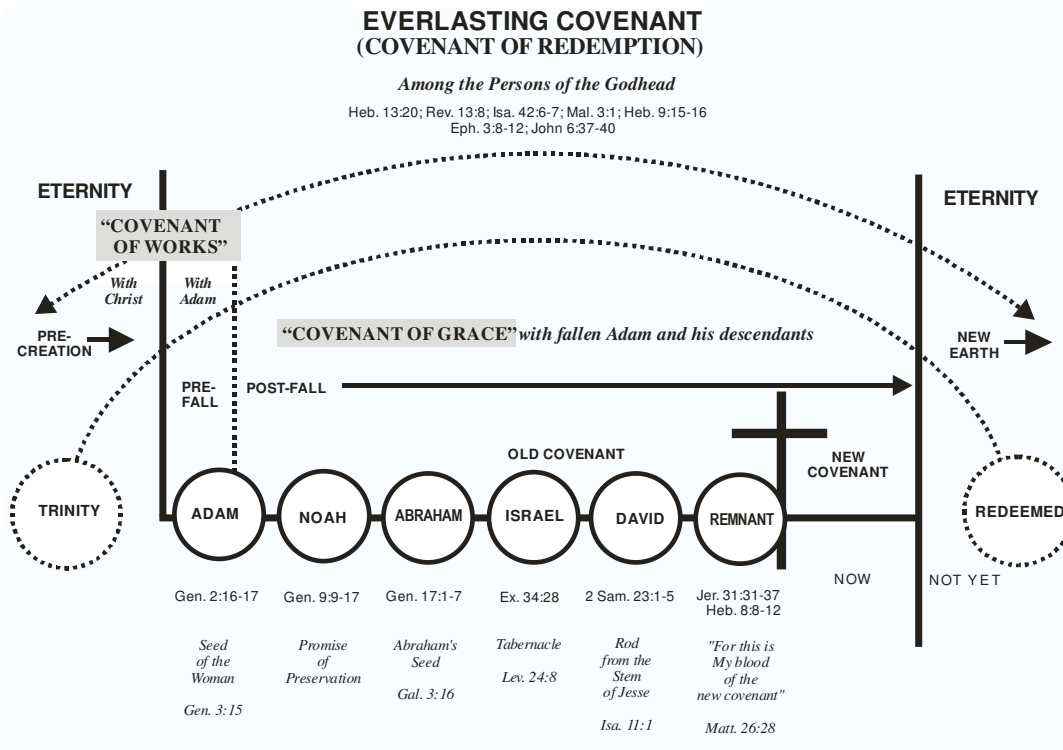 EVERLASTING COVENANT
(COVENANT OF REDEMPTION)
Among the Persons of the Godhead
Heb. 13:20; Rev. 13:8; Isa. 42:6-7; Mal. 3:1; Heb. 9:15-16
Eph. 3:8-12; John 6:37-40
ETERNITY
ETERNITY
“COVENANT
OF WORKS”
With
Christ
With
Adam
PRE-
CREATION
“COVENANT OF GRACE” with fallen Adam and his descendants
NEW
EARTH
PRE-
FALL
POST-FALL
OLD COVENANT
NEW
COVENANT
TRINITY
ADAM
NOAH
ABRAHAM
ISRAEL
DAVID
REMNANT
REDEEMED
NOW
NOT YET
Gen. 2:16-17
Gen. 9:9-17
Gen. 17:1-7
Ex. 34:28
2 Sam. 23:1-5
Jer. 31:31-37
Heb. 8:8-12
Seed
of the
Woman
Gen. 3:15
Promise
of
Preservation
Abraham's
Seed
Gal. 3:16
Tabernacle
Lev. 24:8
Rod
from the
Stem
of Jesse
Isa. 11:1
"For this is
My blood
of the
new covenant"
Matt. 26:28